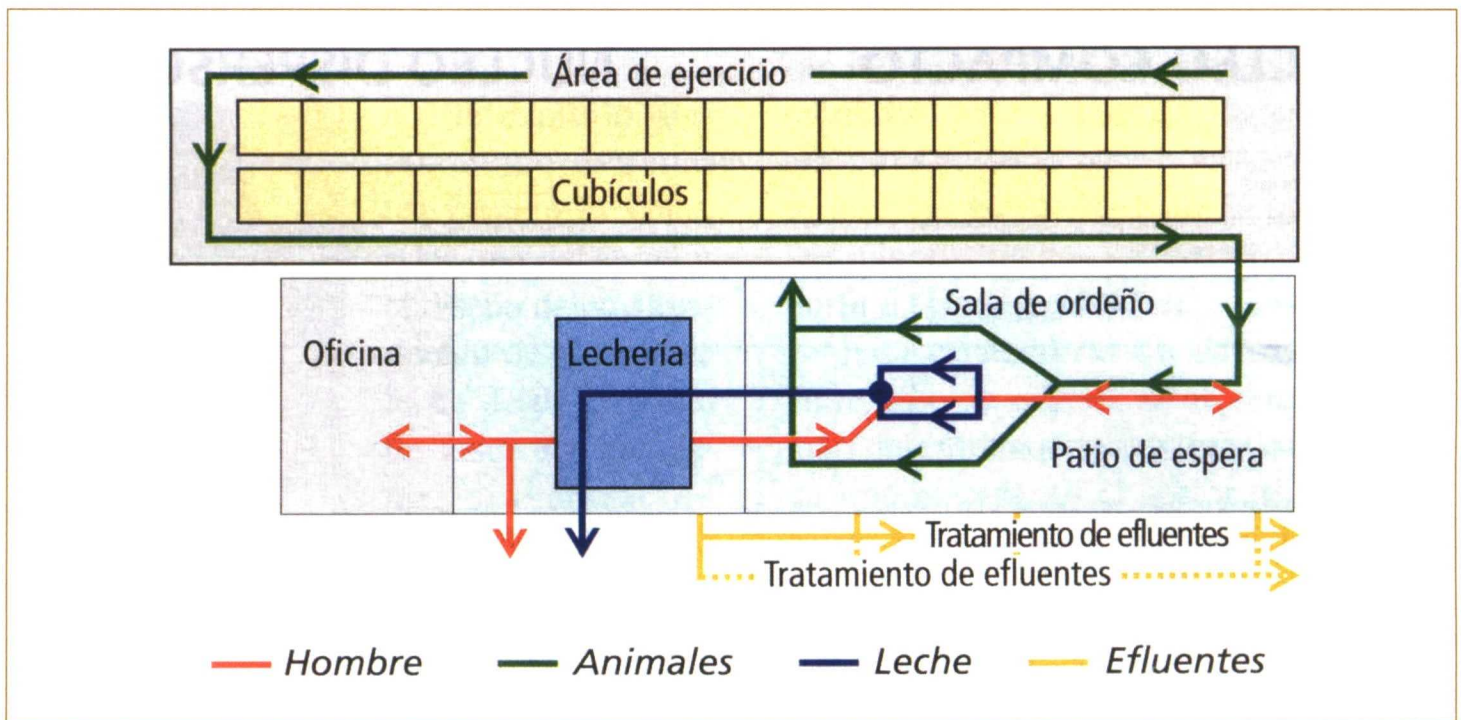 Área de ejercicio
Cubículos
Sala de ordeño
Oficina
Lechería
Patio de espera
Tratamiento de efluentes
Tratamiento de efluentes
Hombre Animales Leche Efluentes